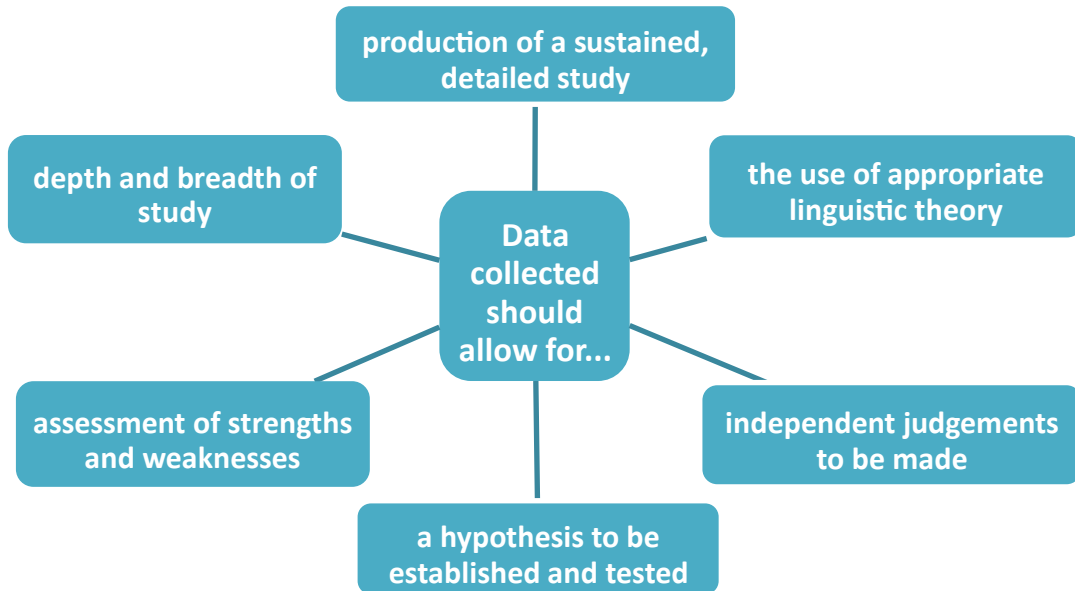 production of a sustained,
detailed study
depth and breadth of
study
the use of appropriate
linguistic theory
Data
collected
should
allow for...
assessment of strengths
and weaknesses
independent judgements
to be made
a hypothesis to be
established and tested